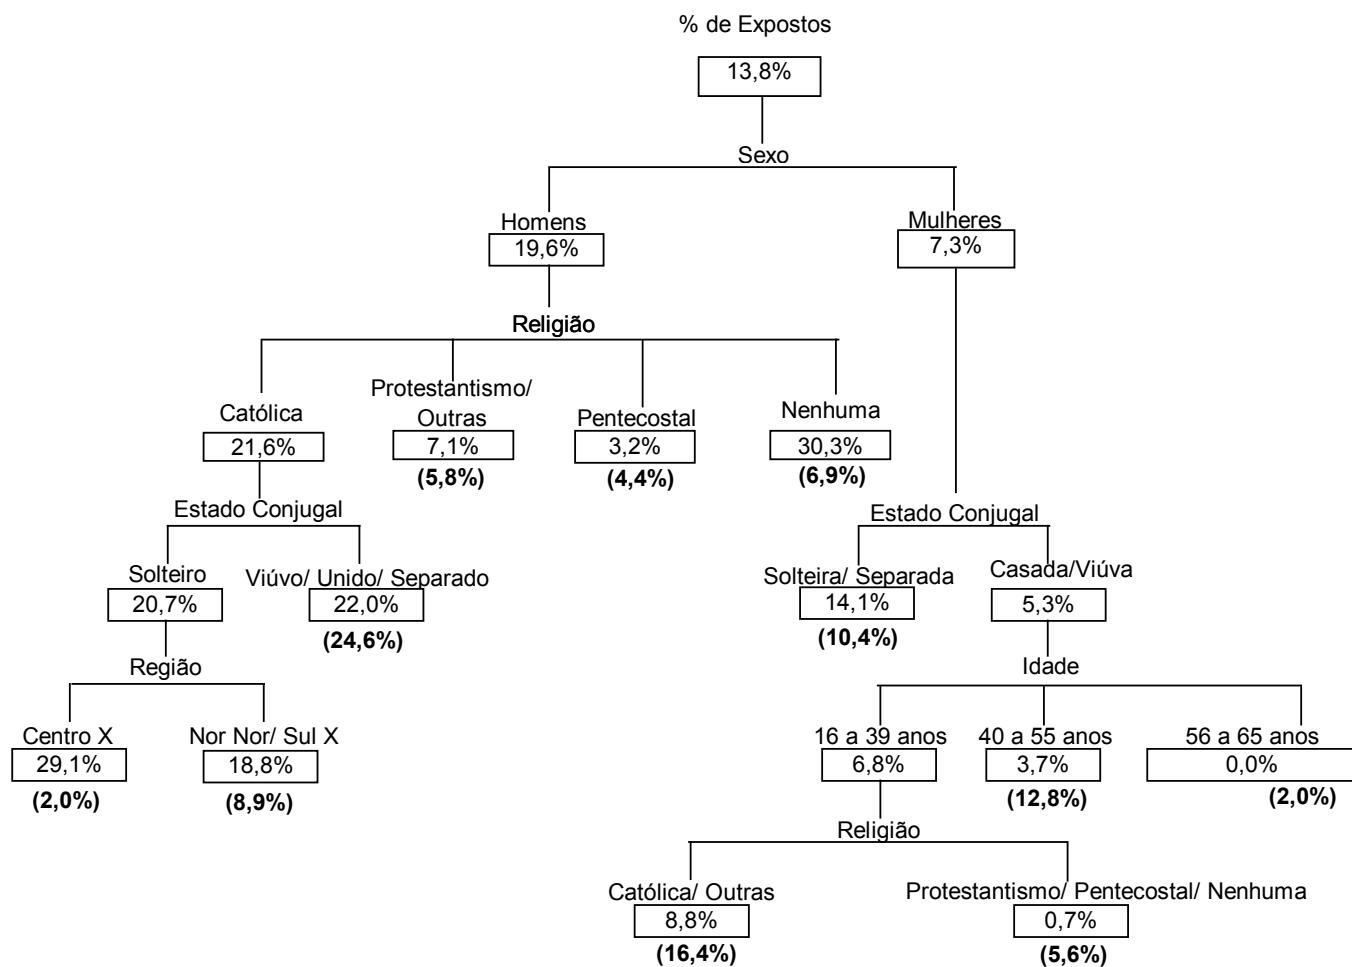 % de Expostos
13,8%
Sexo
Homens
19,6%
Mulheres
7,3%
Religião
Católica
21,6%
Protestantismo/
Outras
7,1%
(5,8%)
Pentecostal
3,2%
(4,4%)
Nenhuma
30,3%
(6,9%)
Estado Conjugal
Solteiro
20,7%
Viúvo/ Unido/ Separado
22,0%
(24,6%)
Região
Centro X
29,1%
(2,0%)
Nor Nor/ Sul X
18,8%
(8,9%)
Estado Conjugal
Solteira/ Separada
14,1%
(10,4%)
Casada/Viúva
5,3%
Idade
16 a 39 anos
6,8%
40 a 55 anos
3,7%
(12,8%)
56 a 65 anos
0,0%
(2,0%)
Religião
Católica/ Outras
8,8%
(16,4%)
Protestantismo/ Pentecostal/ Nenhuma
0,7%
(5,6%)